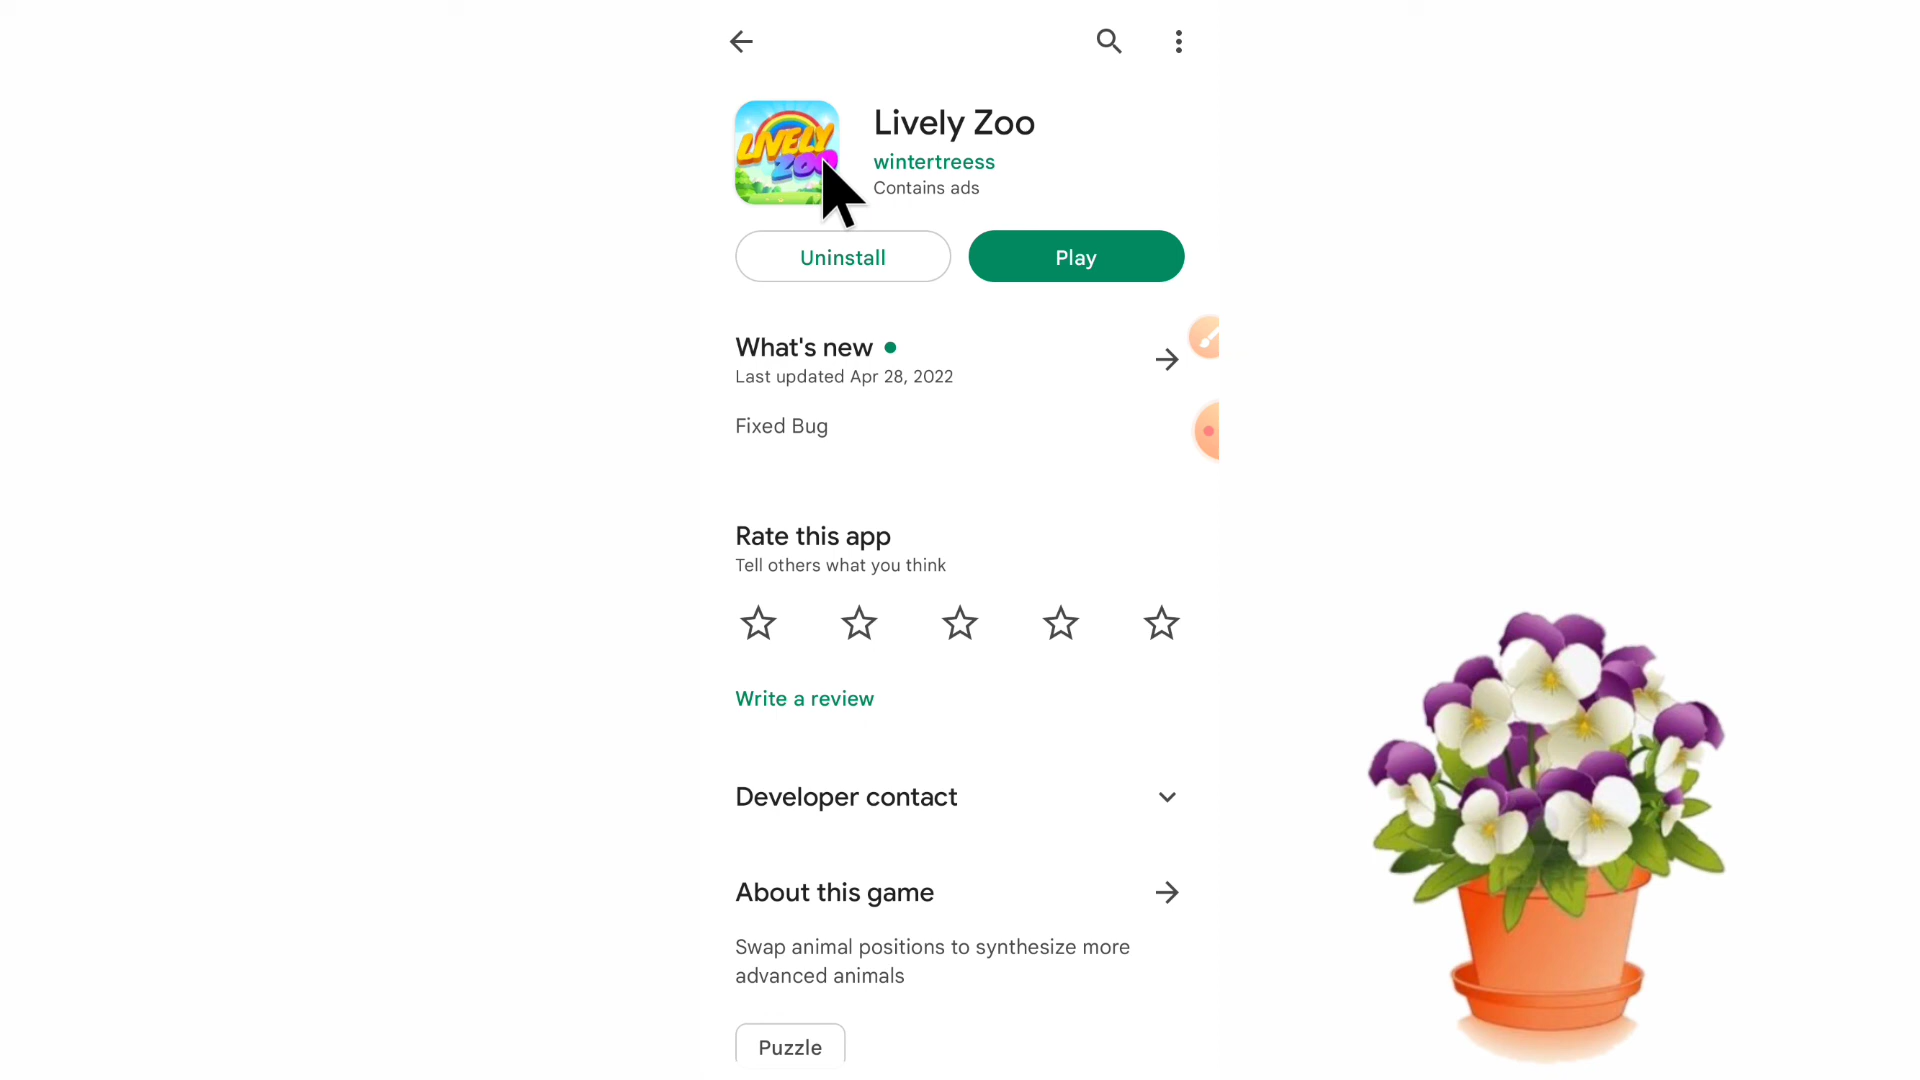 Lively Zoo
LIVELY
ZOO
wintertreess
Contains ads
Uninstall
Play
What's new
Last updated Apr 28, 2022
Fixed Bug
Rate this app
Tell others what you think
Write a review
Developer contact
About this game
Swap animal positions to synthesize more
advanced animals
Puzzle